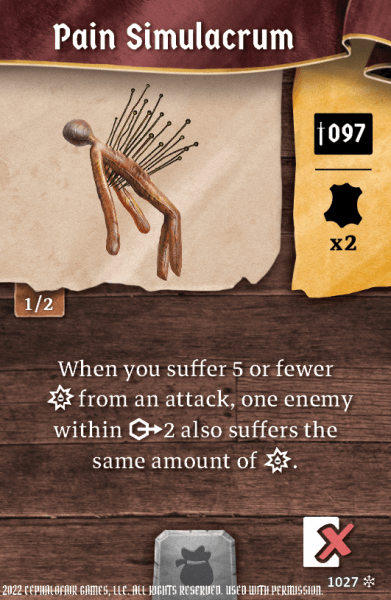 Pain Simulacrum
097
x2
1/2
When you suffer 5 or fewer
from an attack, one enemy
within 2 also suffers the
same amount of .
1027
2022 CEPHALOFAIR GAMES, LLC. ALL RIGHTS RESERVED. USED WITH PERMISSION.